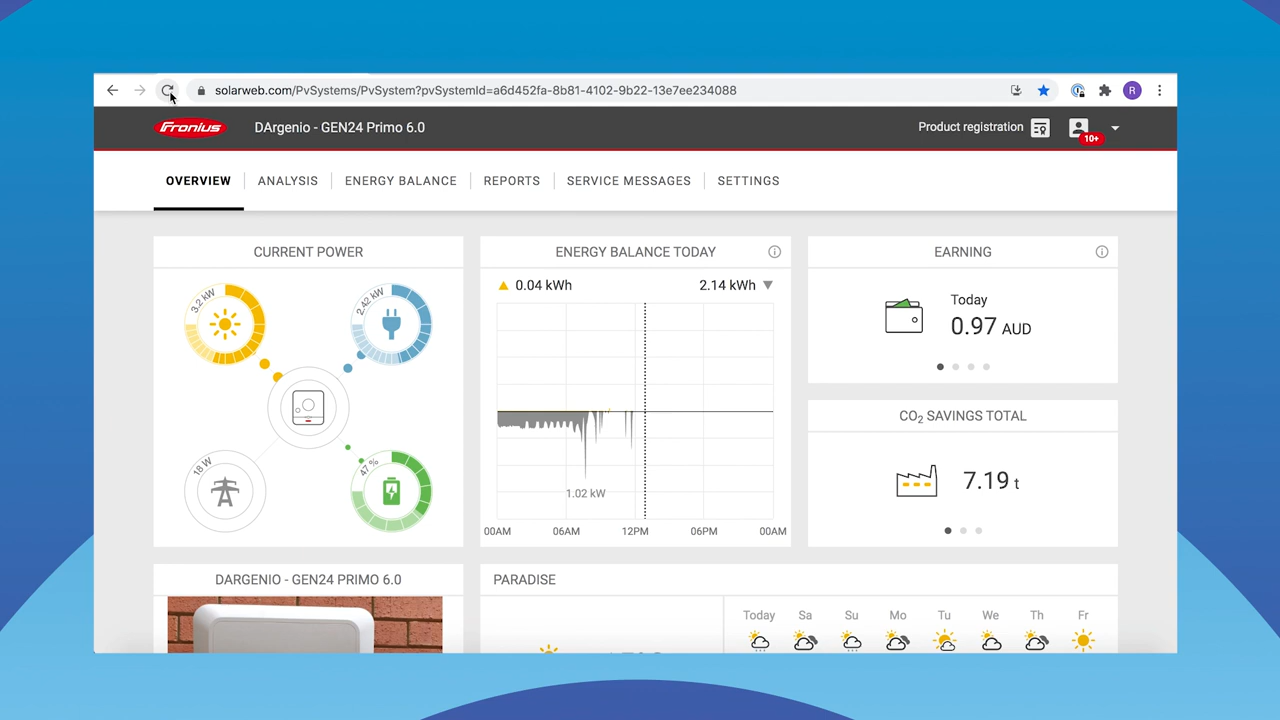 solarweb.com/PvSystems/PvSystem?pvSystemId=a6d452fa-8b81-4102-9b22-13e7ee234088
R
Fronius
DArgenio - GEN24 Primo 6.0
Product registration
10+
OVERVIEW
ANALYSIS
ENERGY BALANCE
REPORTS
SERVICE MESSAGES
SETTINGS
CURRENT POWER
3.2 kW
2.42 kW
18 W
47 %
ENERGY BALANCE TODAY
0.04 kWh
2.14 kWh
1.02 kW
00AM 06AM 12PM 06PM 00AM
EARNING
Today
0.97 AUD
CO2 SAVINGS TOTAL
7.19 t
DARGENIO - GEN24 PRIMO 6.0
PARADISE
Today Sa Su Mo Tu We Th Fr